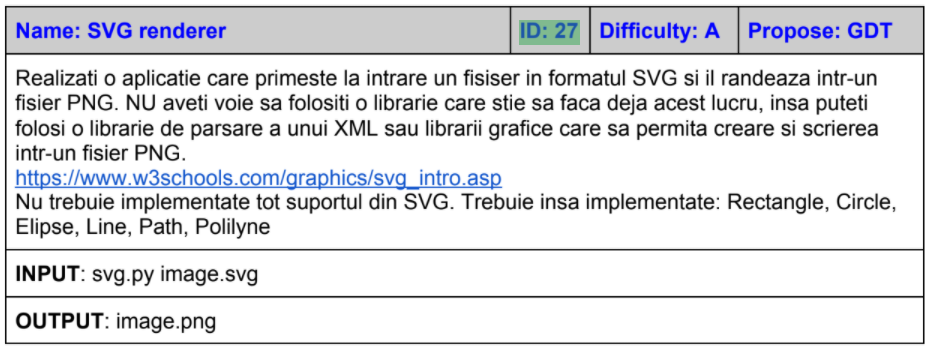 Name: SVG renderer ID: 27 Difficulty: A Propose: GDT
Realizati o aplicatie care primeste la intrare un fisiser in formatul SVG si il randeaza intr-un
fisier PNG. NU aveti voie sa folositi o librarie care stie sa faca deja acest lucru, insa puteti
folosi o librarie de parsare a unui XML sau librarii grafice care sa permita creare si scrierea
intr-un fisier PNG.
https://www.w3schools.com/graphics/svg_intro.asp
Nu trebuie implementate tot suportul din SVG. Trebuie insa implementate: Rectangle, Circle,
Elipse, Line, Path, Polilyne
INPUT: svg.py image.svg
OUTPUT: image.png